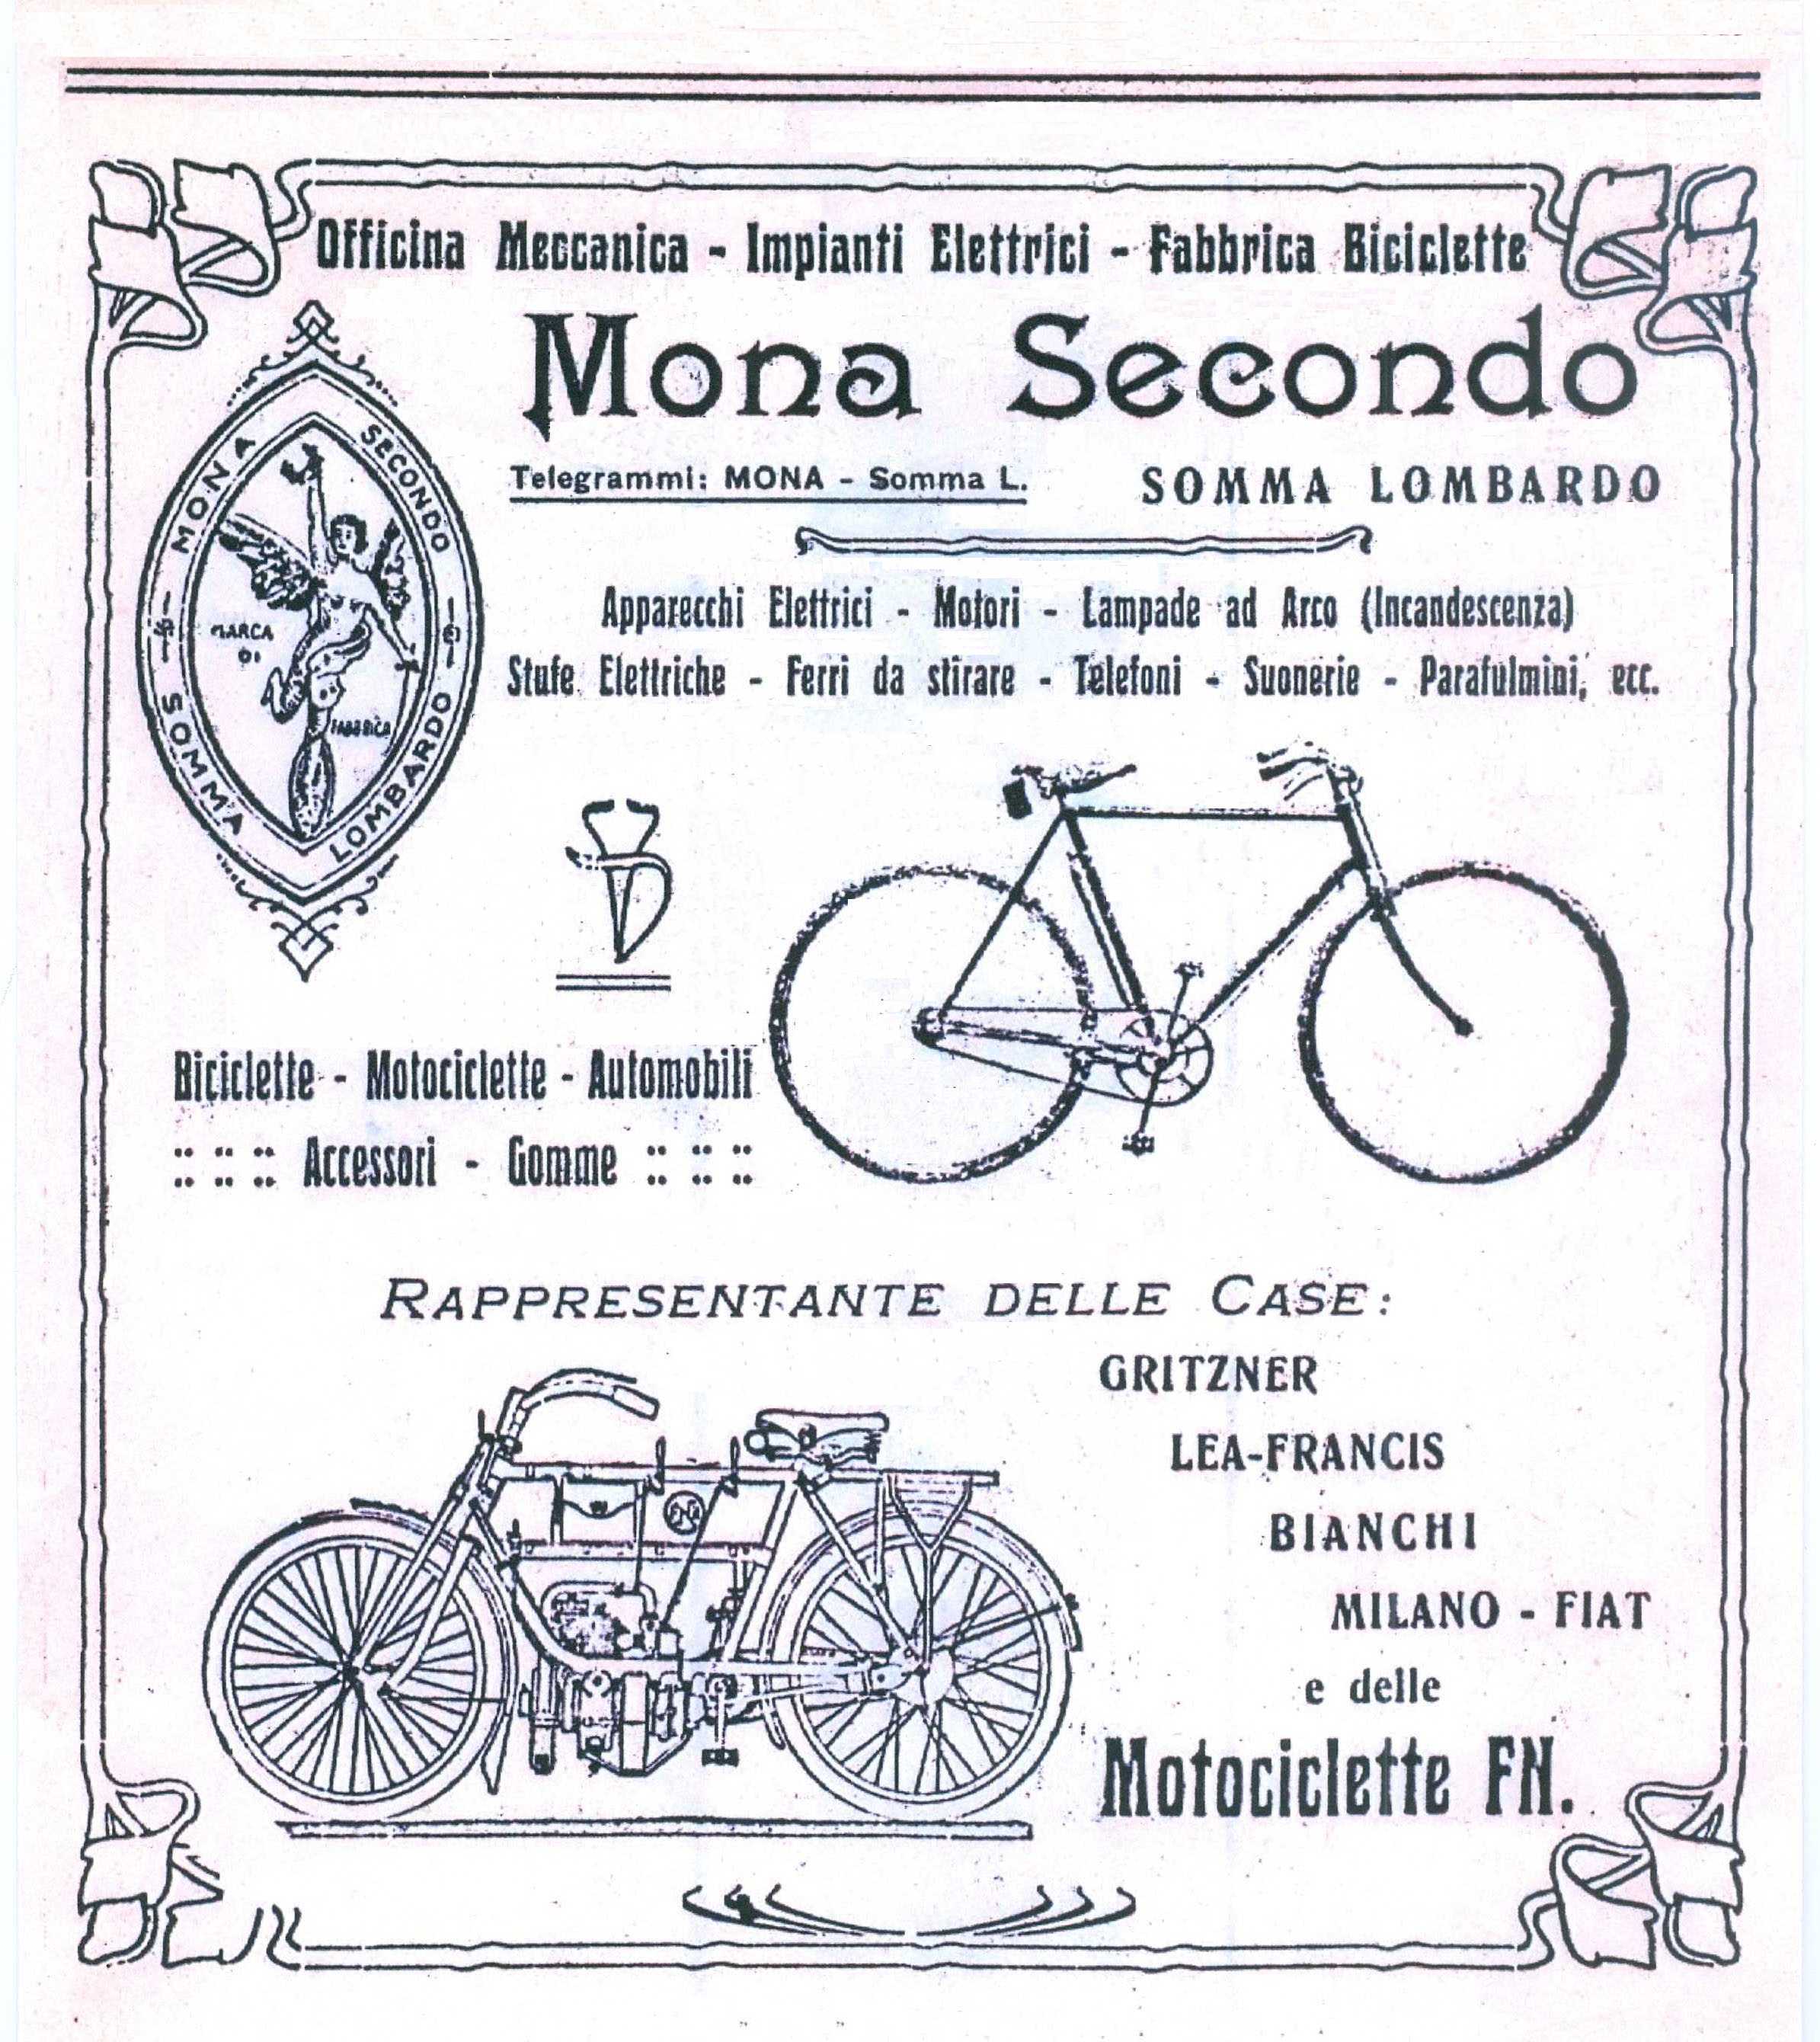 Officina Meccanica - Impianti Elettrici - Fabbrica Biciclette
Mona Secondo
Telegrammi: MONA - Somma L. SOMMA LOMBARDO
MONA SECONDO
MARCA
DI
FABBRICA
SOMMA LOMBARDO
Apparecchi Elettrici - Motori - Lampade ad Arco (Incandescenza)
Stufe Elettriche - Ferri da stirare - Telefoni - Suonerie - Parafulmini, ecc.
Biciclette - Motociclette - Automobili
:: :: :: Accessori - Gomme :: :: ::
RAPPRESENTANTE DELLE CASE:
GRITZNER
LEA-FRANCIS
BIANCHI
MILANO - FIAT
e delle
Motociclette FN.